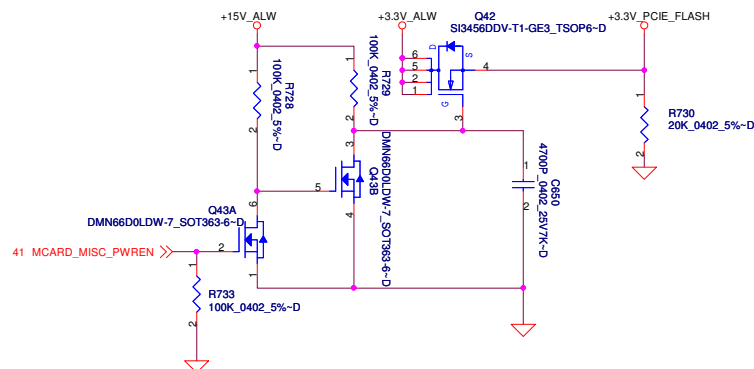 +15V_ALW
+3.3V_ALW
Q42
SI3456DDV-T1-GE3_TSOP6~D
+3.3V_PCIE_FLASH
1
R728
100K_0402_5%~D
2
1
R729
100K_0402_5%~D
2
6
5
2
1
D
S
G
4
3
1
R730
20K_0402_5%~D
2
3
5
Q43B
DMN66D0LDW-7_SOT363-6~D
4
1
C650
4700P_0402_25V7K~D
2
Q43A
DMN66D0LDW-7_SOT363-6~D
6
2
1
41 MCARD_MISC_PWREN
1
R733
100K_0402_5%~D
2